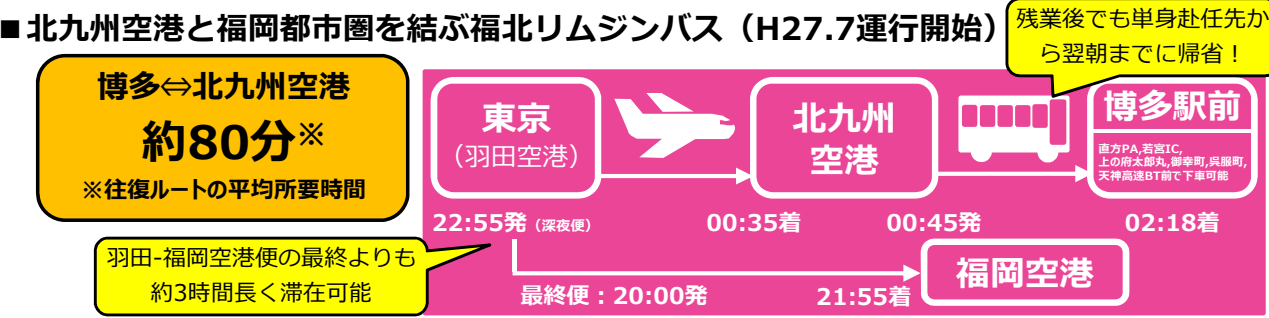 ■北九州空港と福岡都市圏を結ぶ福北リムジンバス（H27.7運行開始）
残業後でも単身赴任先か
ら翌朝までに帰省！
博多⇔北九州空港
約80分※
※往復ルートの平均所要時間
東京
（羽田空港）
北九州
空港
博多駅前
直方PA,若宮IC,
上の府太郎丸,御幸町,呉服町,
天神高速BT前で下車可能
22:55発（深夜便）
00:35着
00:45発
02:18着
羽田-福岡空港便の最終よりも
約3時間長く滞在可能
福岡空港
最終便：20:00発
21:55着